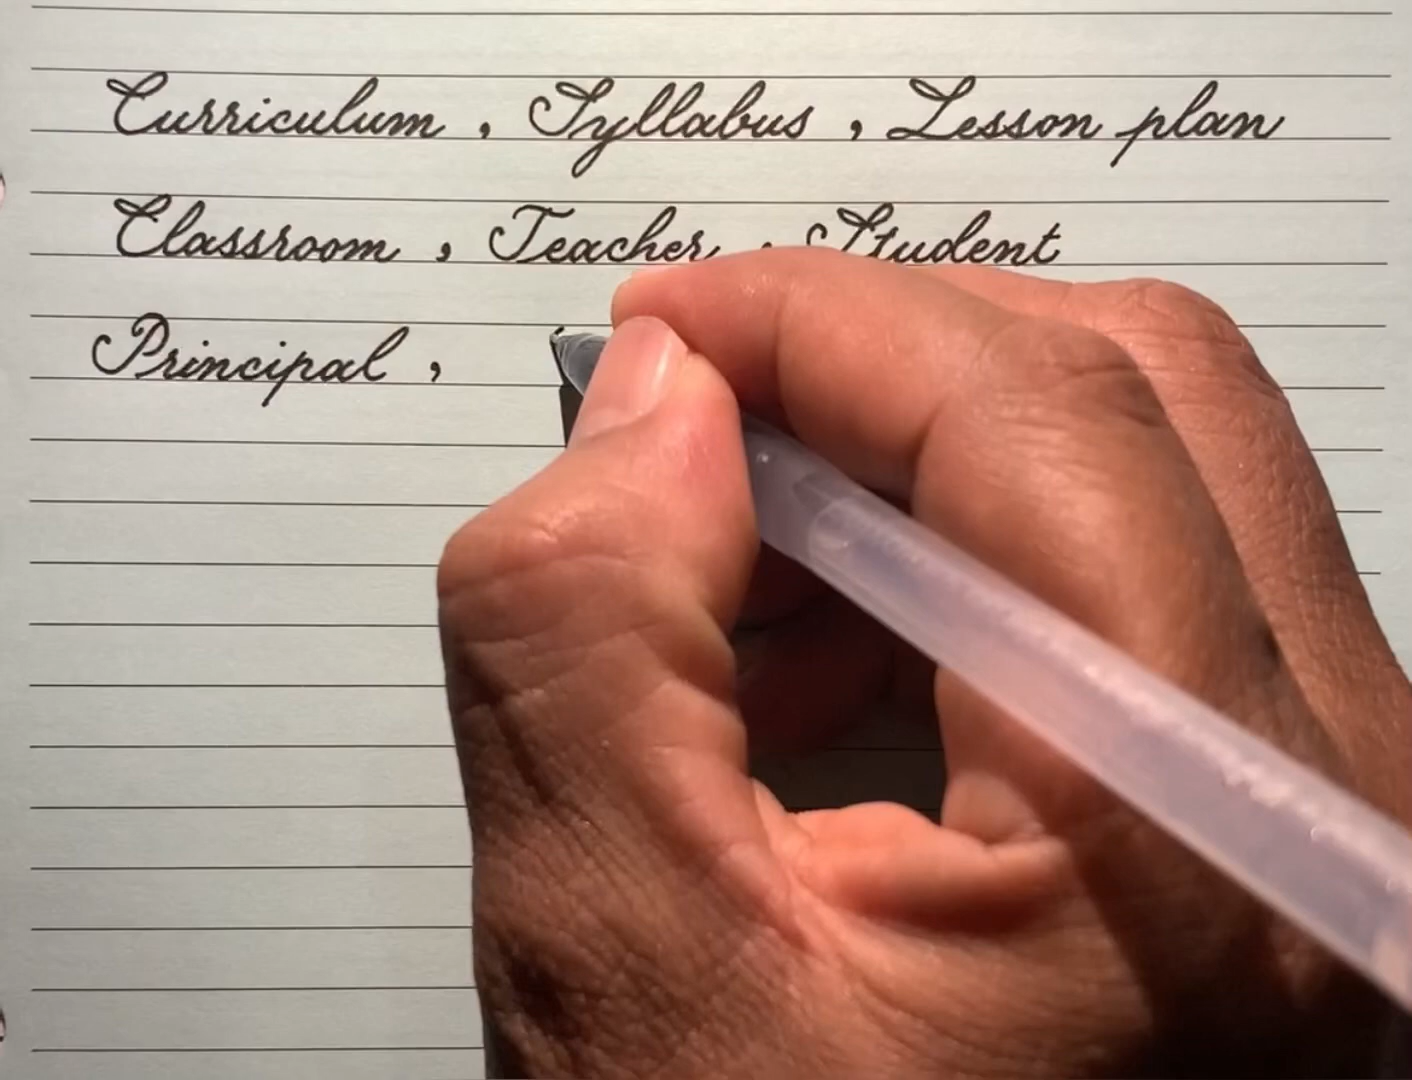 Curriculum , Syllabus , Lesson plan
Classroom , Teacher , Student
Principal ,